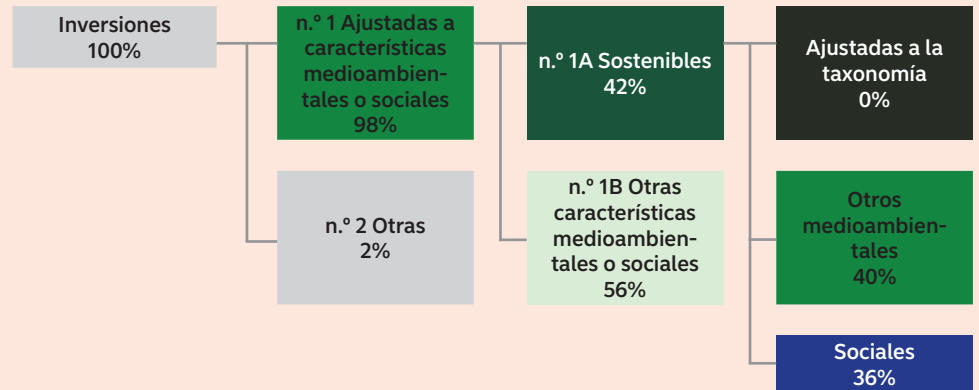 Inversiones
100%
n.º 1 Ajustadas a
características
medioambien-
tales o sociales
98%
n.º 2 Otras
2%
n.º 1A Sostenibles
42%
n.º 1B Otras
características
medioambien-
tales o sociales
56%
Ajustadas a la
taxonomía
0%
Otros
medioambien-
tales
40%
Sociales
36%